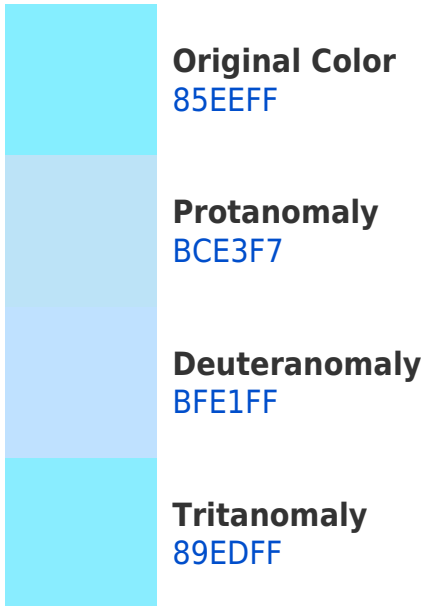 Original Color
85EEFF
Protanomaly
BCE3F7
Deuteranomaly
BFE1FF
Tritanomaly
89EDFF